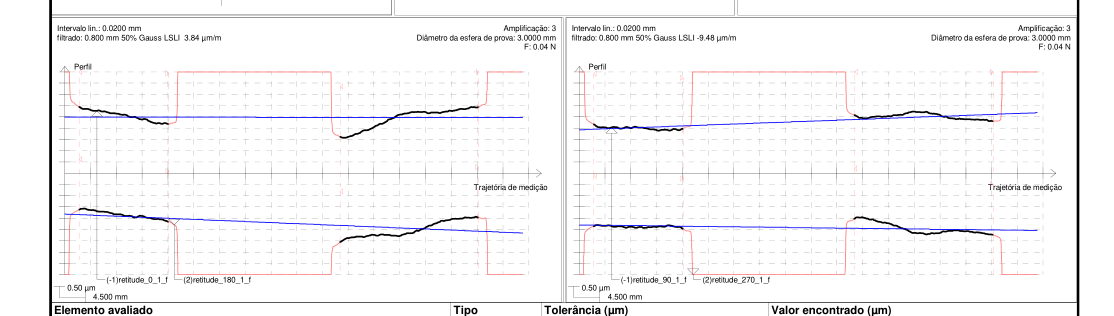 Intervalo lin.: 0.0200 mm
filtrado: 0.800 mm 50% Gauss LSLI  3.84 µm/m
Amplificação: 3
Diâmetro da esfera de prova: 3.0000 mm
F: 0.04 N
Perfil
Trajetória de medição
(-1)retitude_0_1_f
(2)retitude_180_1_f
0.50 µm
4.500 mm
Intervalo lin.: 0.0200 mm
filtrado: 0.800 mm 50% Gauss LSLI -9.48 µm/m
Amplificação: 3
Diâmetro da esfera de prova: 3.0000 mm
F: 0.04 N
Perfil
Trajetória de medição
(-1)retitude_90_1_f
(2)retitude_270_1_f
0.50 µm
4.500 mm
Elemento avaliado Tipo Tolerância (µm) Valor encontrado (µm)